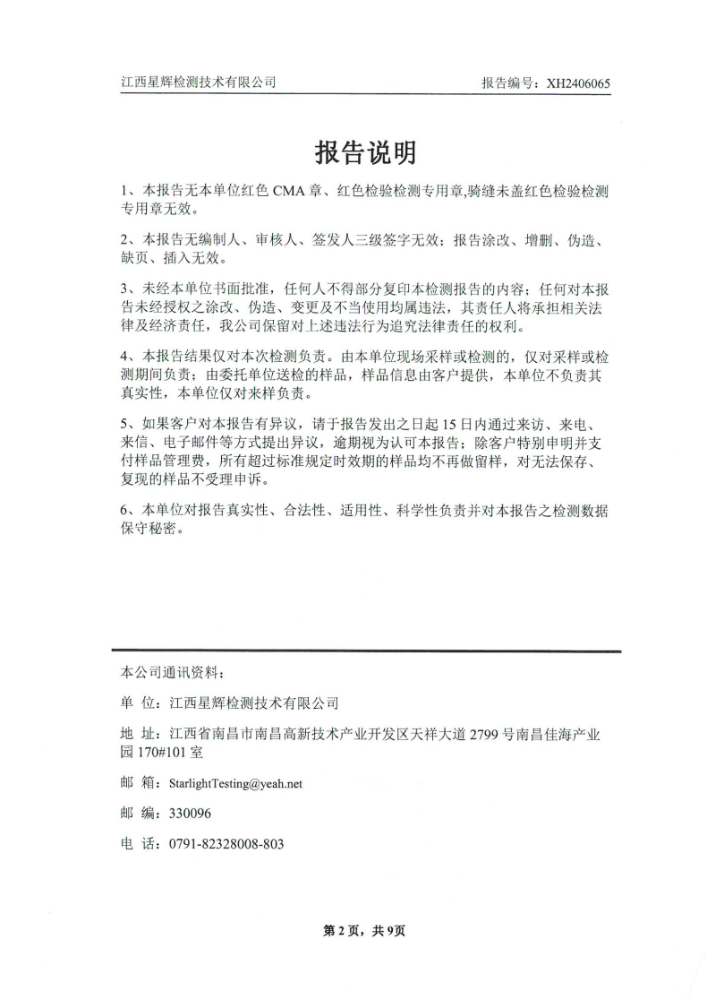 江西星辉检测技术有限公司 报告编号：XH2406065
报告说明
1、本报告无本单位红色 CMA 章、红色检验检测专用章,骑缝未盖红色检验检测
专用章无效。
2、本报告无编制人、审核人、签发人三级签字无效；报告涂改、增删、伪造、
缺页、插入无效。
3、未经本单位书面批准，任何人不得部分复印本检测报告的内容；任何对本报
告未经授权之涂改、伪造、变更及不当使用均属违法，其责任人将承担相关法
律及经济责任，我公司保留对上述违法行为追究法律责任的权利。
4、本报告结果仅对本次检测负责。由本单位现场采样或检测的，仅对采样或检
测期间负责；由委托单位送检的样品，样品信息由客户提供，本单位不负责其
真实性，本单位仅对来样负责。
5、如果客户对本报告有异议，请于报告发出之日起 15 日内通过来访、来电、
来信、电子邮件等方式提出异议，逾期视为认可本报告；除客户特别申明并支
付样品管理费，所有超过标准规定时效期的样品均不再做留样，对无法保存、
复现的样品不受理申诉。
6、本单位对报告真实性、合法性、适用性、科学性负责并对本报告之检测数据
保守秘密。
本公司通讯资料：
单 位：江西星辉检测技术有限公司
地 址：江西省南昌市南昌高新技术产业开发区天祥大道 2799 号南昌佳海产业
园 170#101 室
邮 箱：StarlightTesting@yeah.net
邮 编：330096
电 话：0791-82328008-803
第 2 页，共 9页